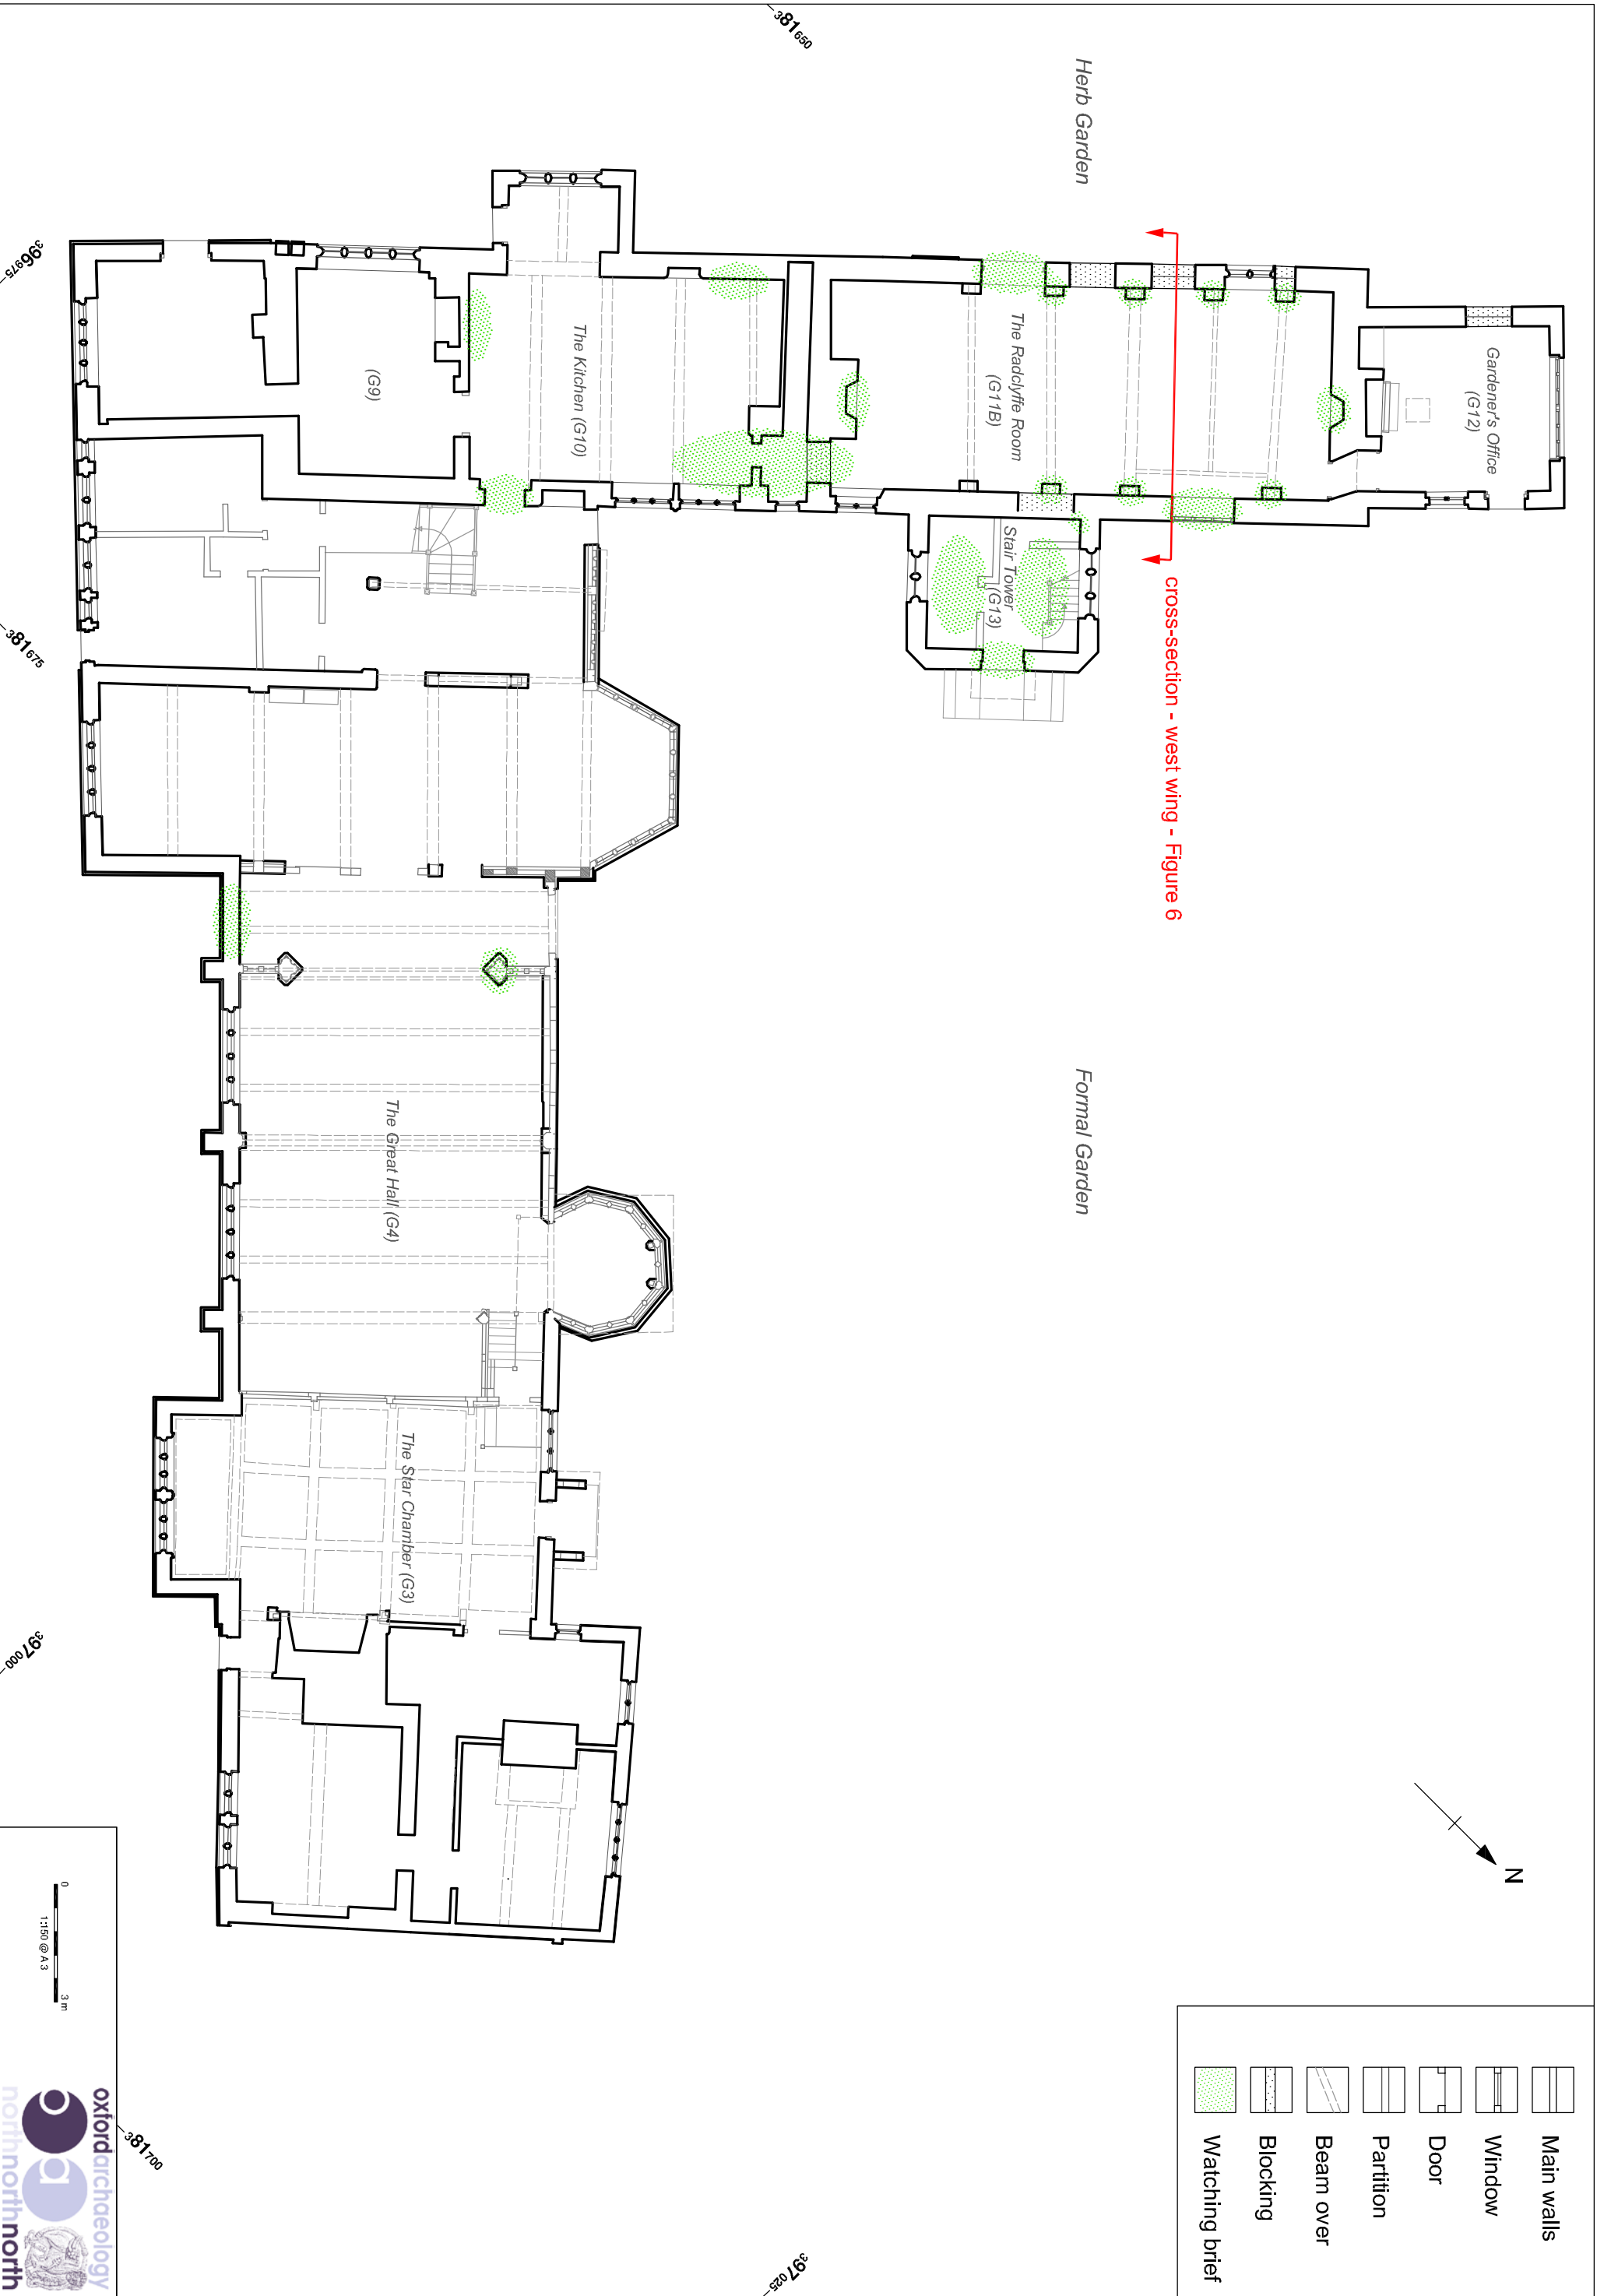 Herb Garden
Gardener's Office
(G12)
The Radclyffe Room
(G11B)
The Kitchen (G10)
(G9)
Stair Tower
(G13)
cross-section - west wing - Figure 6
Formal Garden
The Great Hall (G4)
The Star Chamber (G3)
N
381650
396975
381675
397000
381700
397025
Main walls
Window
Door
Partition
Beam over
Blocking
Watching brief
0
3 m
1:150 @ A3
oxfordarchaeology
northnorthnorth